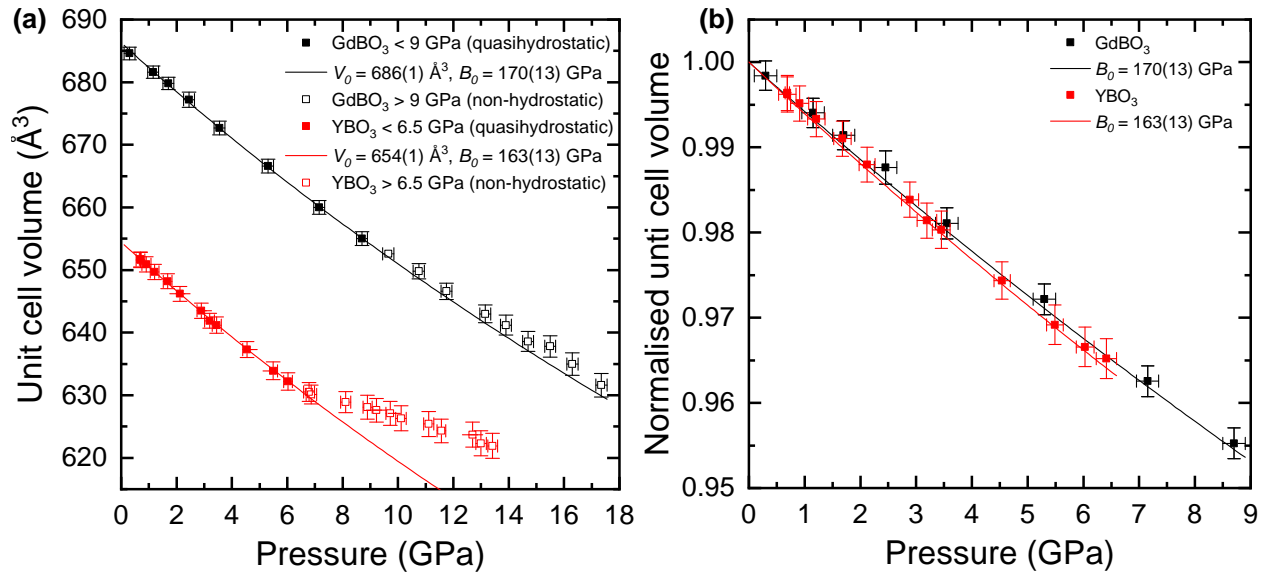 (a)
Unit cell volume (Å³)
690
680
670
660
650
640
630
620
0 2 4 6 8 10 12 14 16 18
Pressure (GPa)
GdBO₃ < 9 GPa (quasihydrostatic)
V₀ = 686(1) Å³, B₀ = 170(13) GPa
GdBO₃ > 9 GPa (non-hydrostatic)
YBO₃ < 6.5 GPa (quasihydrostatic)
V₀ = 654(1) Å³, B₀ = 163(13) GPa
YBO₃ > 6.5 GPa (non-hydrostatic)
(b)
Normalised unti cell volume
1.00
0.99
0.98
0.97
0.96
0.95
0 1 2 3 4 5 6 7 8 9
Pressure (GPa)
GdBO₃
B₀ = 170(13) GPa
YBO₃
B₀ = 163(13) GPa